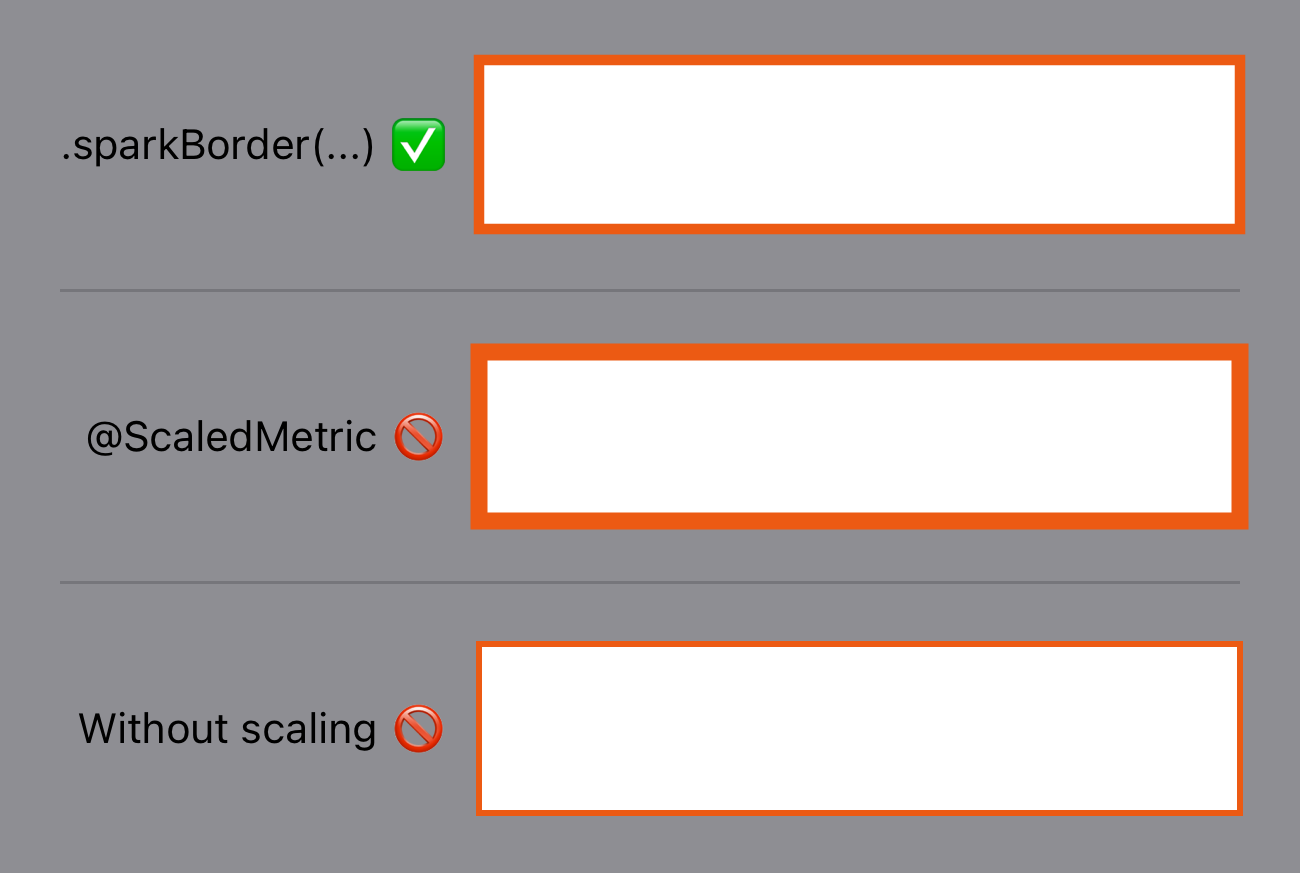 .sparkBorder(...) ✅
@ScaledMetric 🚫
Without scaling 🚫